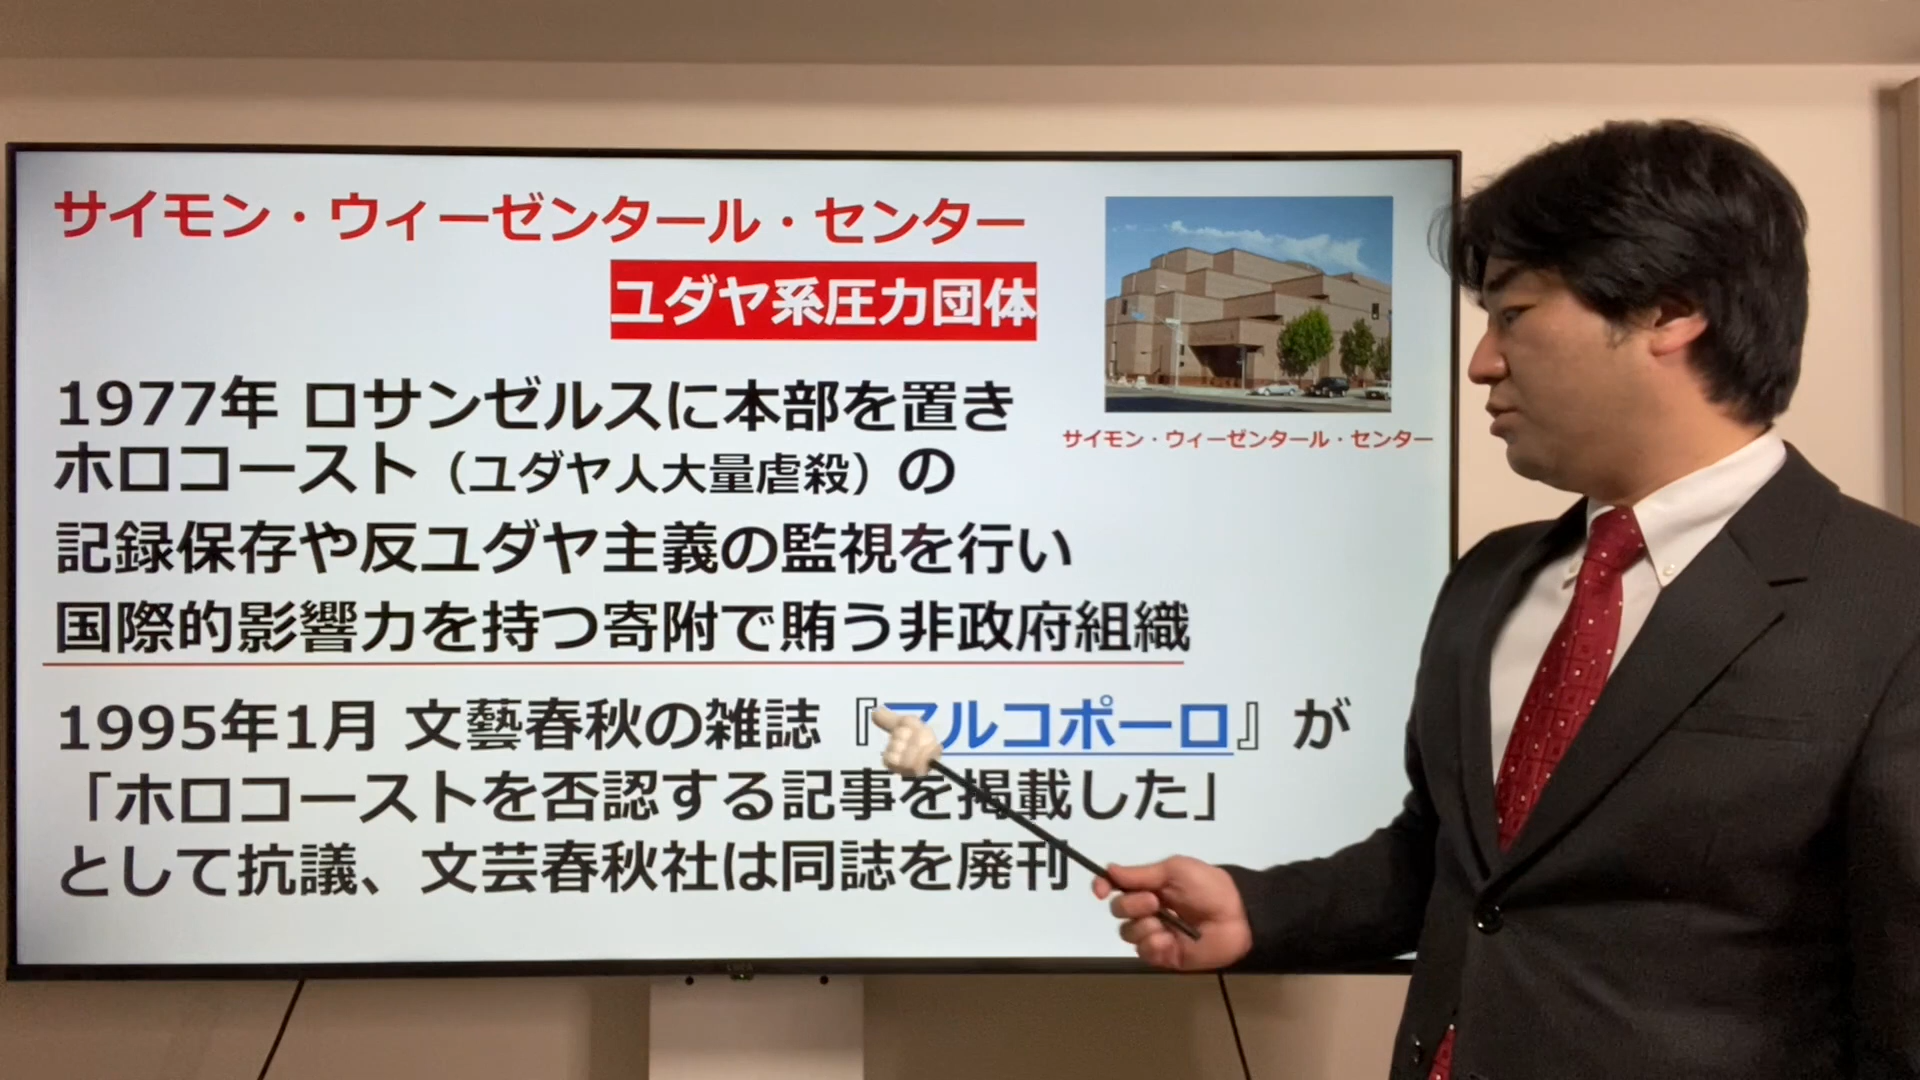 サイモン・ウィーゼンタール・センター
ユダヤ系圧力団体
サイモン・ウィーゼンタール・センター
1977年 ロサンゼルスに本部を置き
ホロコースト（ユダヤ人大量虐殺）の
記録保存や反ユダヤ主義の監視を行い
国際的影響力を持つ寄附で賄う非政府組織
1995年1月 文藝春秋の雑誌『マルコポーロ』が
「ホロコーストを否認する記事を掲載した」
として抗議、文芸春秋社は同誌を廃刊